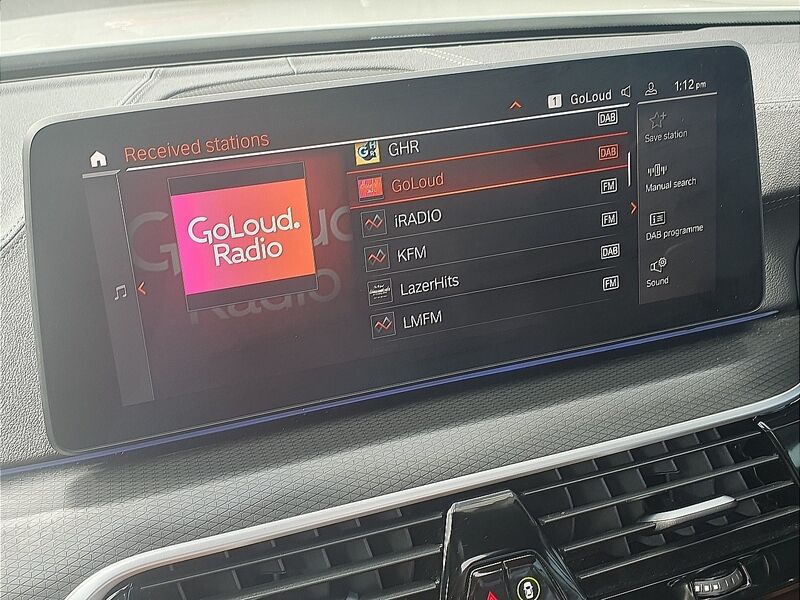 1 GoLoud 1:12 pm
Received stations
GoLoud.
Radio
GHR DAB
GoLoud DAB
iRADIO FM
KFM FM
LazerHits DAB
LMFM FM
Save station
Manual search
DAB programme
Sound